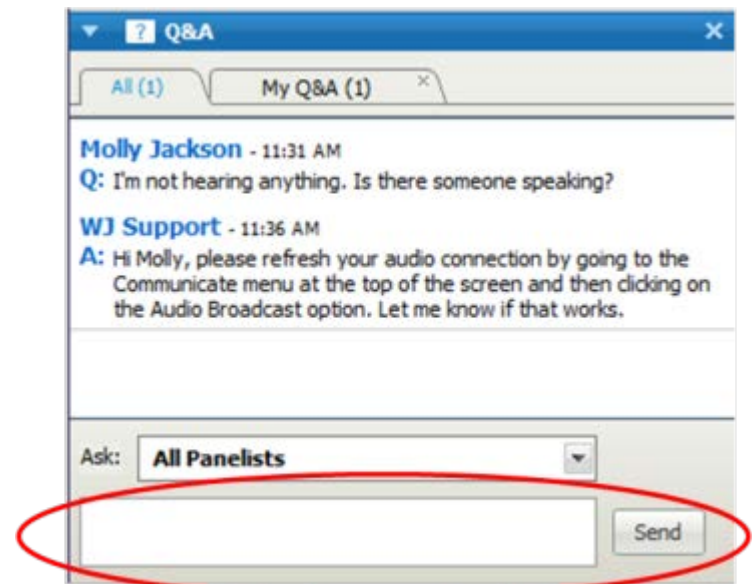 ? Q&A
All (1) My Q&A (1)
Molly Jackson - 11:31 AM
Q: I'm not hearing anything. Is there someone speaking?
WJ Support - 11:36 AM
A: Hi Molly, please refresh your audio connection by going to the
Communicate menu at the top of the screen and then clicking on
the Audio Broadcast option. Let me know if that works.
Ask: All Panelists
Send